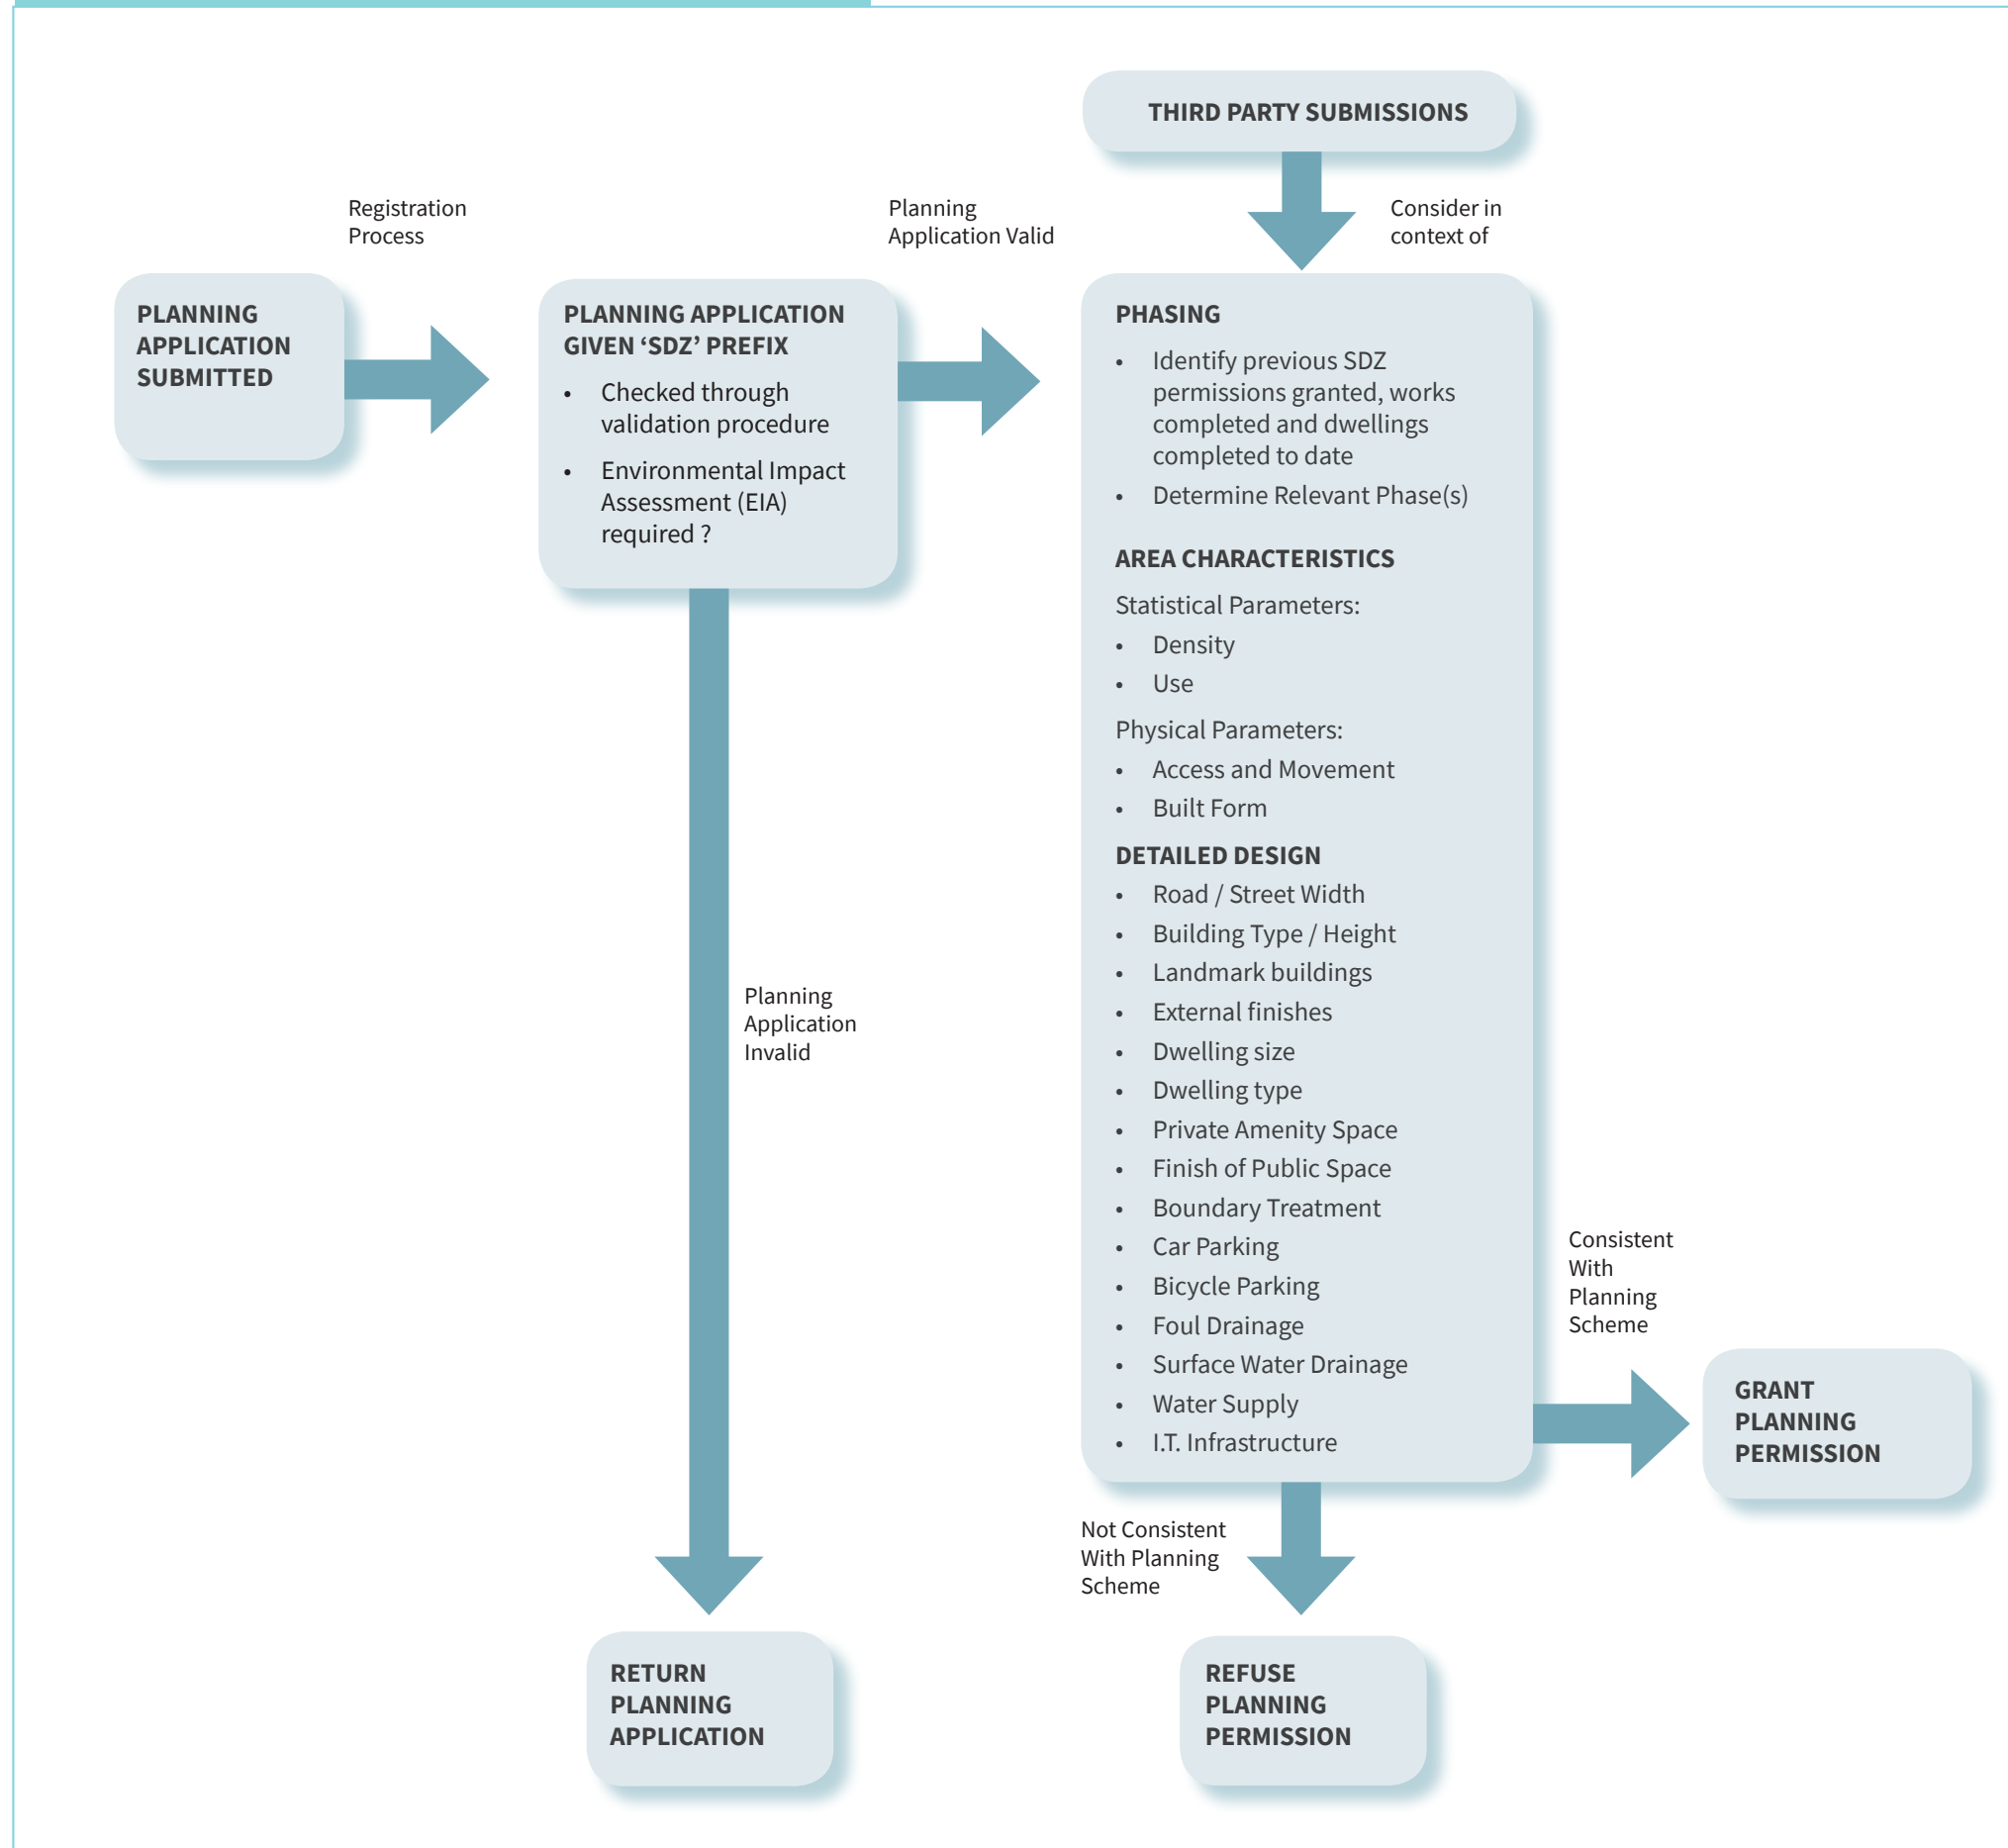 THIRD PARTY SUBMISSIONS
Registration
Process
Planning
Application Valid
Consider in
context of
PLANNING
APPLICATION
SUBMITTED
PLANNING APPLICATION
GIVEN ‘SDZ’ PREFIX
• Checked through
validation procedure
• Environmental Impact
Assessment (EIA)
required ?
PHASING
• Identify previous SDZ
permissions granted, works
completed and dwellings
completed to date
• Determine Relevant Phase(s)
AREA CHARACTERISTICS
Statistical Parameters:
• Density
• Use
Physical Parameters:
• Access and Movement
• Built Form
DETAILED DESIGN
• Road / Street Width
• Building Type / Height
• Landmark buildings
• External finishes
• Dwelling size
• Dwelling type
• Private Amenity Space
• Finish of Public Space
• Boundary Treatment
• Car Parking
• Bicycle Parking
• Foul Drainage
• Surface Water Drainage
• Water Supply
• I.T. Infrastructure
Planning
Application
Invalid
Consistent
With
Planning
Scheme
GRANT
PLANNING
PERMISSION
Not Consistent
With Planning
Scheme
RETURN
PLANNING
APPLICATION
REFUSE
PLANNING
PERMISSION